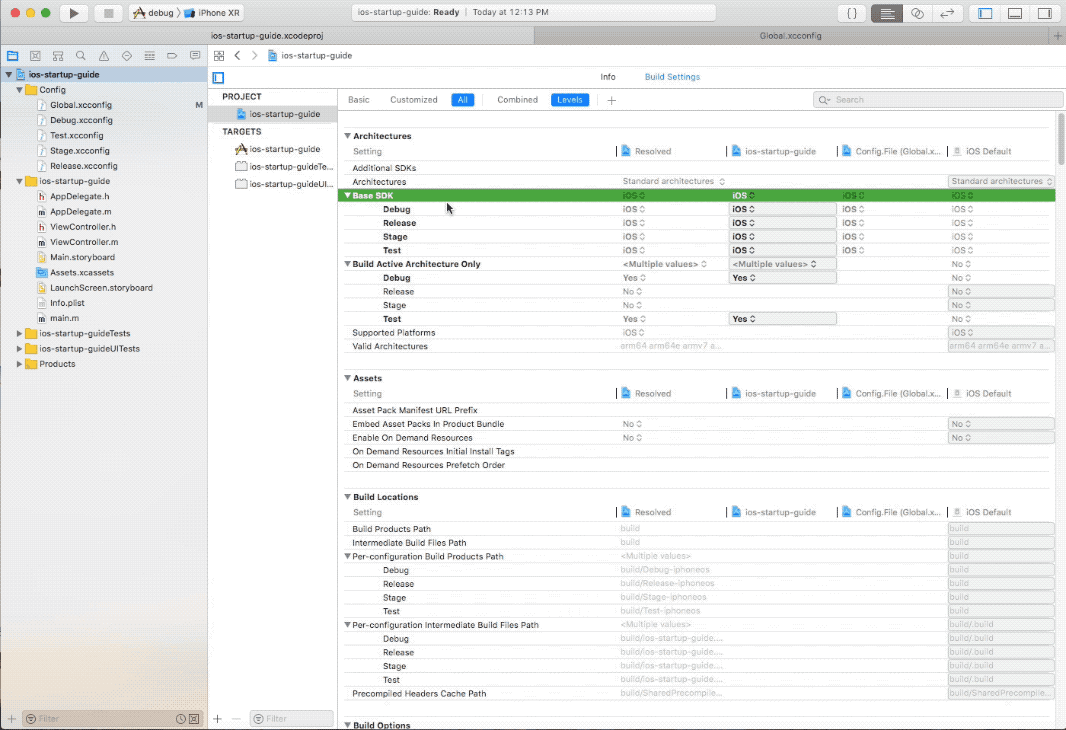 debug 〉 iPhone XR
ios-startup-guide: Ready | Today at 12:13 PM
{ }
ios-startup-guide.xcodeproj
Global.xcconfig
ios-startup-guide
Config
Global.xcconfig M
Debug.xcconfig
Test.xcconfig
Stage.xcconfig
Release.xcconfig
ios-startup-guide
h AppDelegate.h
m AppDelegate.m
h ViewController.h
m ViewController.m
Main.storyboard
Assets.xcassets
LaunchScreen.storyboard
Info.plist
m main.m
ios-startup-guideTests
ios-startup-guideUITests
Products
Filter
ios-startup-guide
Info Build Settings
PROJECT
ios-startup-guide
TARGETS
ios-startup-guide
ios-startup-guideTe...
ios-startup-guideUI...
Filter
Basic Customized All Combined Levels +
Search
Architectures
Setting Resolved ios-startup-guide Config.File (Global.x... iOS Default
Additional SDKs
Architectures Standard architectures Standard architectures
Base SDK iOS iOS iOS iOS
Debug iOS iOS iOS iOS
Release iOS iOS iOS iOS
Stage iOS iOS iOS iOS
Test iOS iOS iOS iOS
Build Active Architecture Only <Multiple values> <Multiple values> No
Debug Yes Yes No
Release No No
Stage No No
Test Yes Yes No
Supported Platforms iOS iOS
Valid Architectures arm64 arm64e armv7 a... arm64 arm64e armv7 a...
Assets
Setting Resolved ios-startup-guide Config.File (Global.x... iOS Default
Asset Pack Manifest URL Prefix
Embed Asset Packs In Product Bundle No No
Enable On Demand Resources No No
On Demand Resources Initial Install Tags
On Demand Resources Prefetch Order
Build Locations
Setting Resolved ios-startup-guide Config.File (Global.x... iOS Default
Build Products Path build build
Intermediate Build Files Path build build
Per-configuration Build Products Path <Multiple values> build
Debug build/Debug-iphoneos build
Release build/Release-iphoneos build
Stage build/Stage-iphoneos build
Test build/Test-iphoneos build
Per-configuration Intermediate Build Files Path <Multiple values> build/.build
Debug build/ios-startup-guide.... build/.build
Release build/ios-startup-guide.... build/.build
Stage build/ios-startup-guide.... build/.build
Test build/ios-startup-guide.... build/.build
Precompiled Headers Cache Path build/SharedPrecompile... build/SharedPrecompile...
Build Options